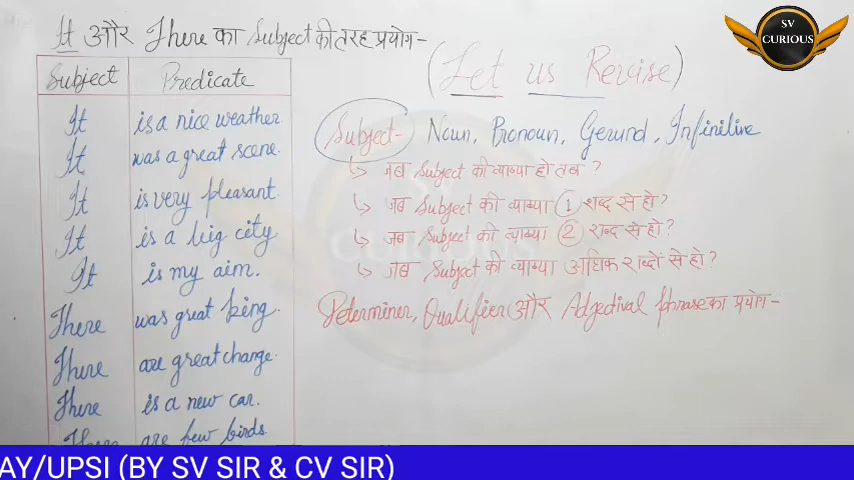 It और There का Subject की तरह प्रयोग-
SV
CURIOUS
(Let us Rercise)
Subject Predicate
It is a nice weather.
It was a great scene.
It is very pleasant.
It is a big city
It is my aim.
There was great king.
There are great change.
There is a new car.
There are few birds.
Subject- Noun, Pronoun, Gerund, Infinitive
↳ जब Subject की व्याख्या हो तब ?
↳ जब Subject की व्याख्या 1 शब्द से हो?
↳ जब Subject की व्याख्या 2 शब्द से हो?
↳ जब Subject की व्याख्या अधिक शब्दों से हो?
Determiner, Qualifier और Adjedival phrase का प्रयोग-
CURIOUS
AY/UPSI (BY SV SIR & CV SIR)